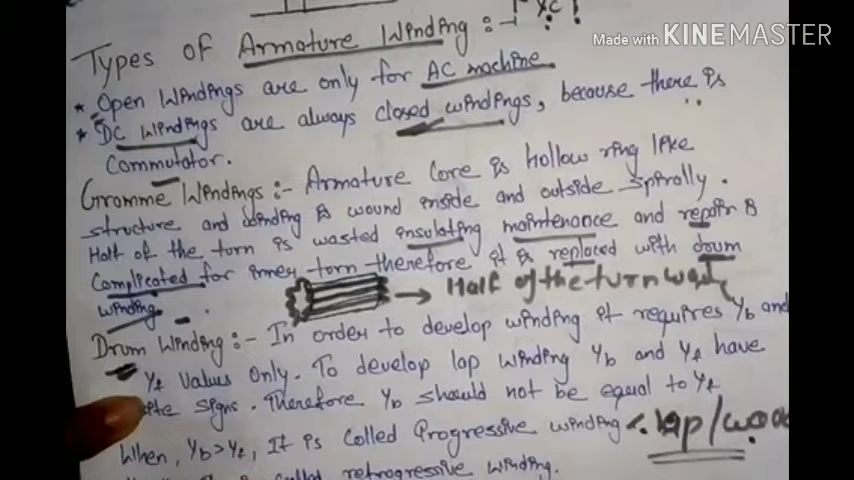 Made with KINEMASTER
Types of Armature Winding :-
* Open Windings are only for AC machine
* DC Windings are always closed windings, because there is
Commutator.
Gromme Windings :- Armature Core is hollow ring like
structure and winding is wound inside and outside spirally.
Half of the turn is wasted insulating maintenance and repair is
Complicated for inner turn therefore it is replaced with drum
winding.
→ Half of the turn
Drum Winding :- In order to develop winding it requires Yb and
Yf values only. To develop lap winding Yb and Yf have
signs. Therefore Yb should not be equal to Yf
When, Yb>Yf, It is called Progressive winding
called retrogressive winding.